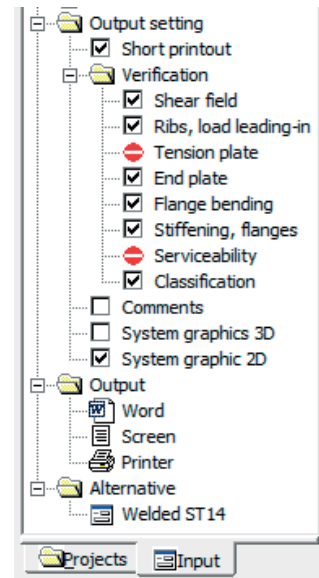 Output setting
Short printout
Verification
Shear field
Ribs, load leading-in
Tension plate
End plate
Flange bending
Stiffening, flanges
Serviceability
Classification
Comments
System graphics 3D
System graphic 2D
Output
Word
Screen
Printer
Alternative
Welded ST14
Projects Input